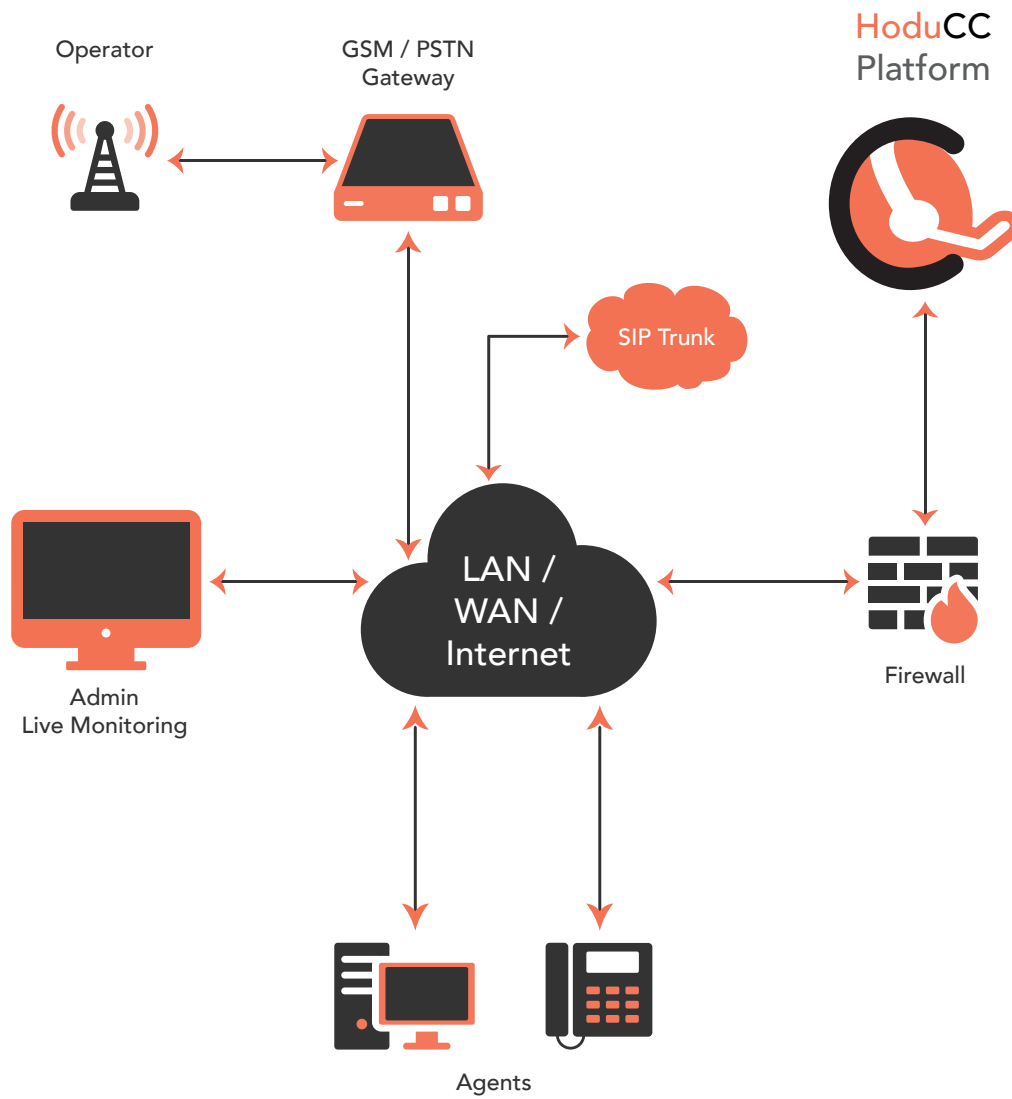 Operator
GSM / PSTN
Gateway
HoduCC
Platform
SIP Trunk
LAN /
WAN /
Internet
Admin
Live Monitoring
Firewall
Agents